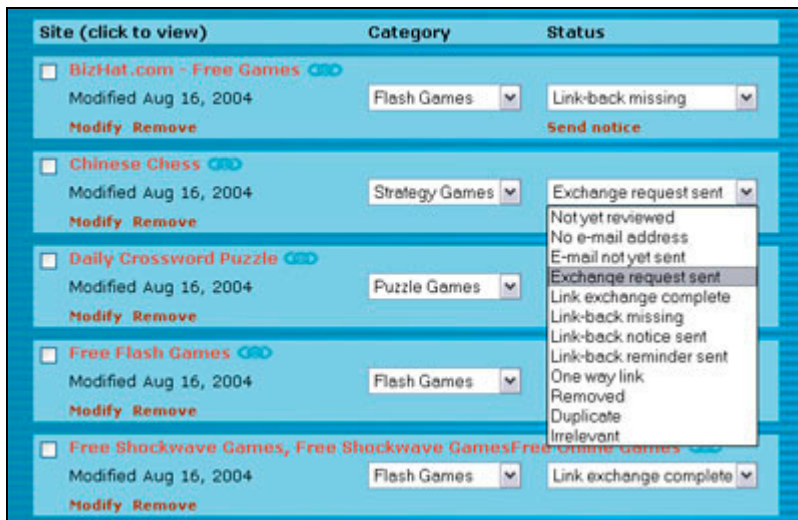 Site (click to view) Category Status
BizHat.com - Free Games
Modified Aug 16, 2004 Flash Games Link-back missing
Modify Remove Send notice
Chinese Chess
Modified Aug 16, 2004 Strategy Games Exchange request sent
Modify Remove
Not yet reviewed
No e-mail address
E-mail not yet sent
Exchange request sent
Link exchange complete
Link-back missing
Link-back notice sent
Link-back reminder sent
One way link
Removed
Duplicate
Irrelevant
Daily Crossword Puzzle
Modified Aug 16, 2004 Puzzle Games
Modify Remove
Free Flash Games
Modified Aug 16, 2004 Flash Games
Modify Remove
Free Shockwave Games, Free Shockwave GamesFree Online Games
Modified Aug 16, 2004 Flash Games Link exchange complete
Modify Remove